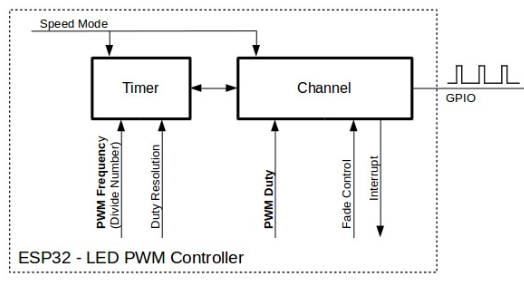 Speed Mode
Timer
Channel
GPIO
PWM Frequency
(Divide Number)
Duty Resolution
PWM Duty
Fade Control
Interrupt
ESP32 - LED PWM Controller